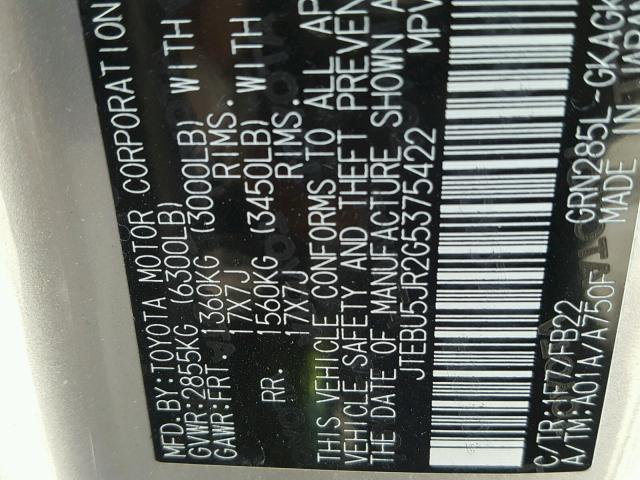 MFD.BY:TOYOTA MOTOR CORPORATION
GVWR:2855KG (6300LB)
GAWR:FRT. 1360KG (3000LB) WITH
17X7J RIMS.
RR. 1560KG (3450LB) WITH
17X7J RIMS.
THIS VEHICLE CONFORMS TO ALL AP
VEHICLE SAFETY AND THEFT PREVEN
THE DATE OF MANUFACTURE SHOWN A
JTEBU5JR2G5375422 MPV
C/TR:1F7/FB22 GRN285L-GKAGK
A/TM:A01A/A750F MADE IN JAPA